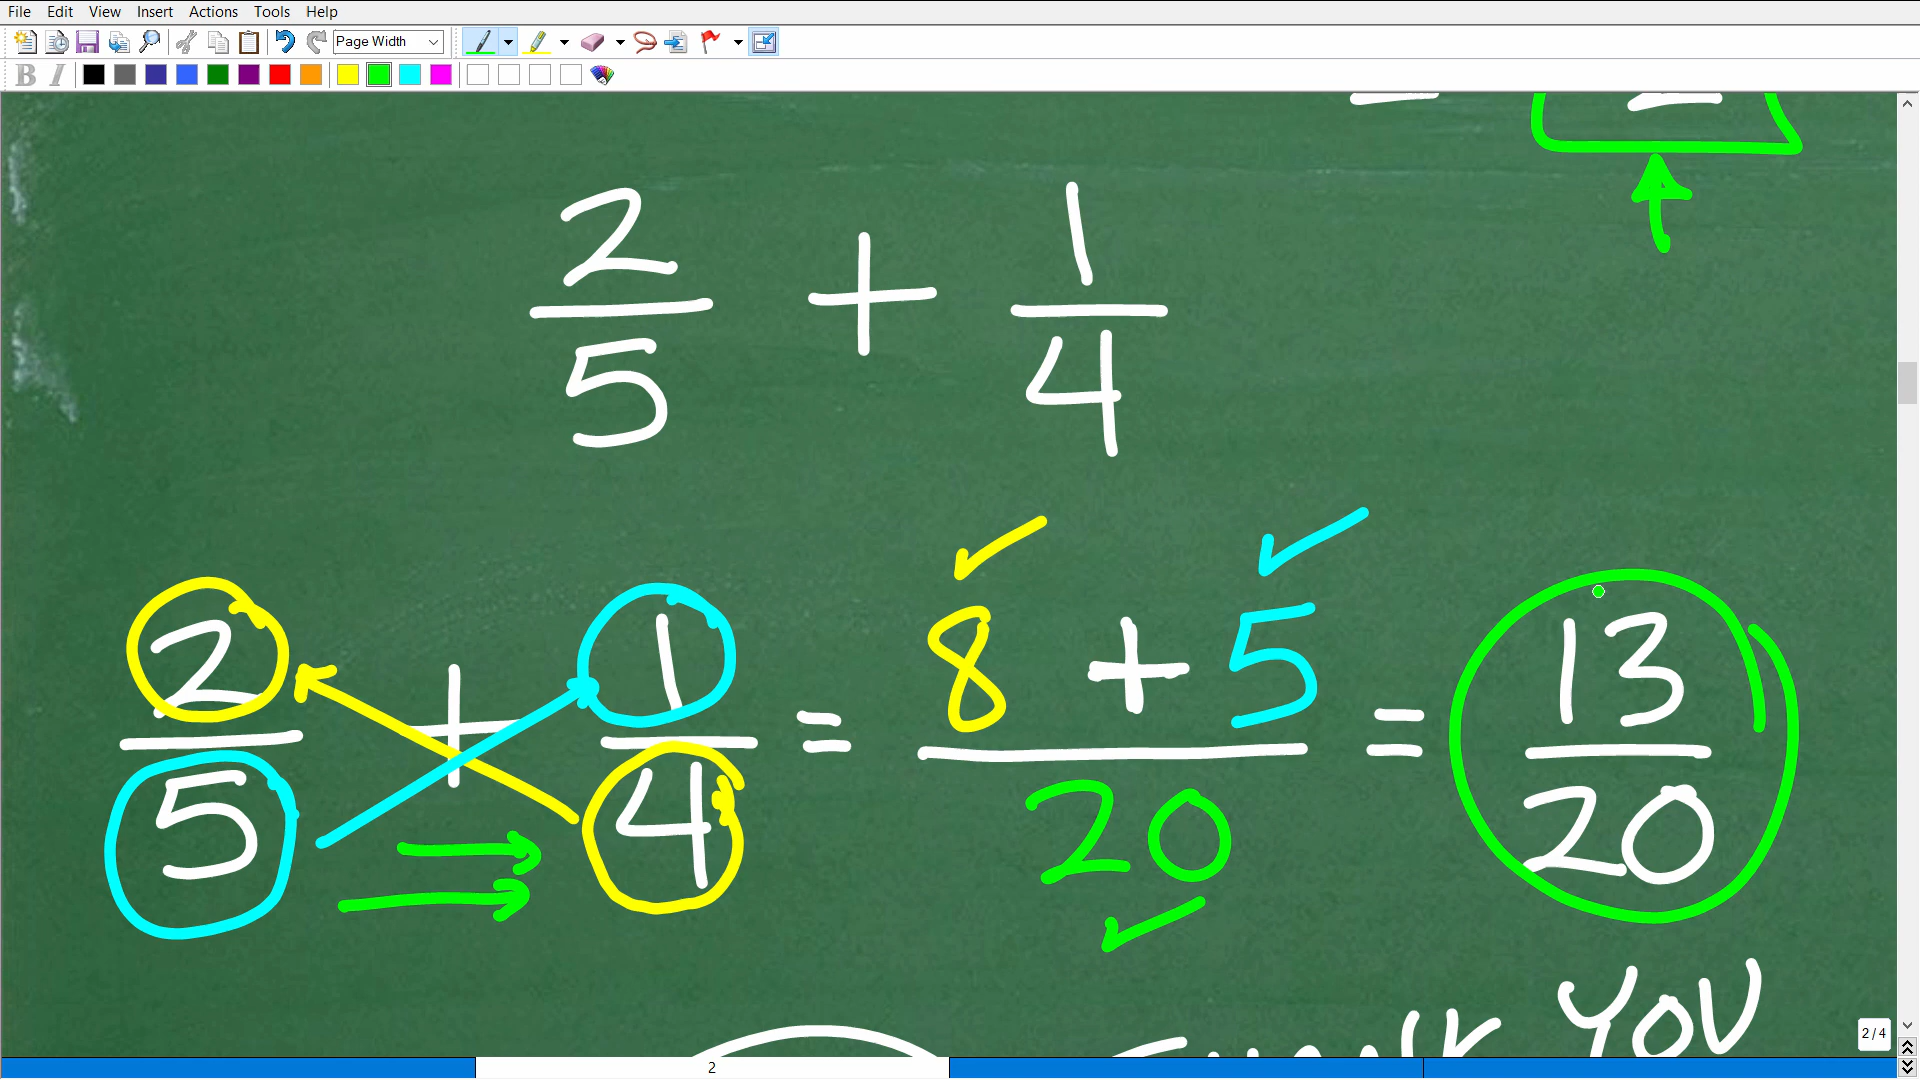 File Edit View Insert Actions Tools Help
Page Width
B I
2/5 + 1/4
2/5 + 1/4 = 8 + 5/20 = 13/20
YOU
2 / 4
2